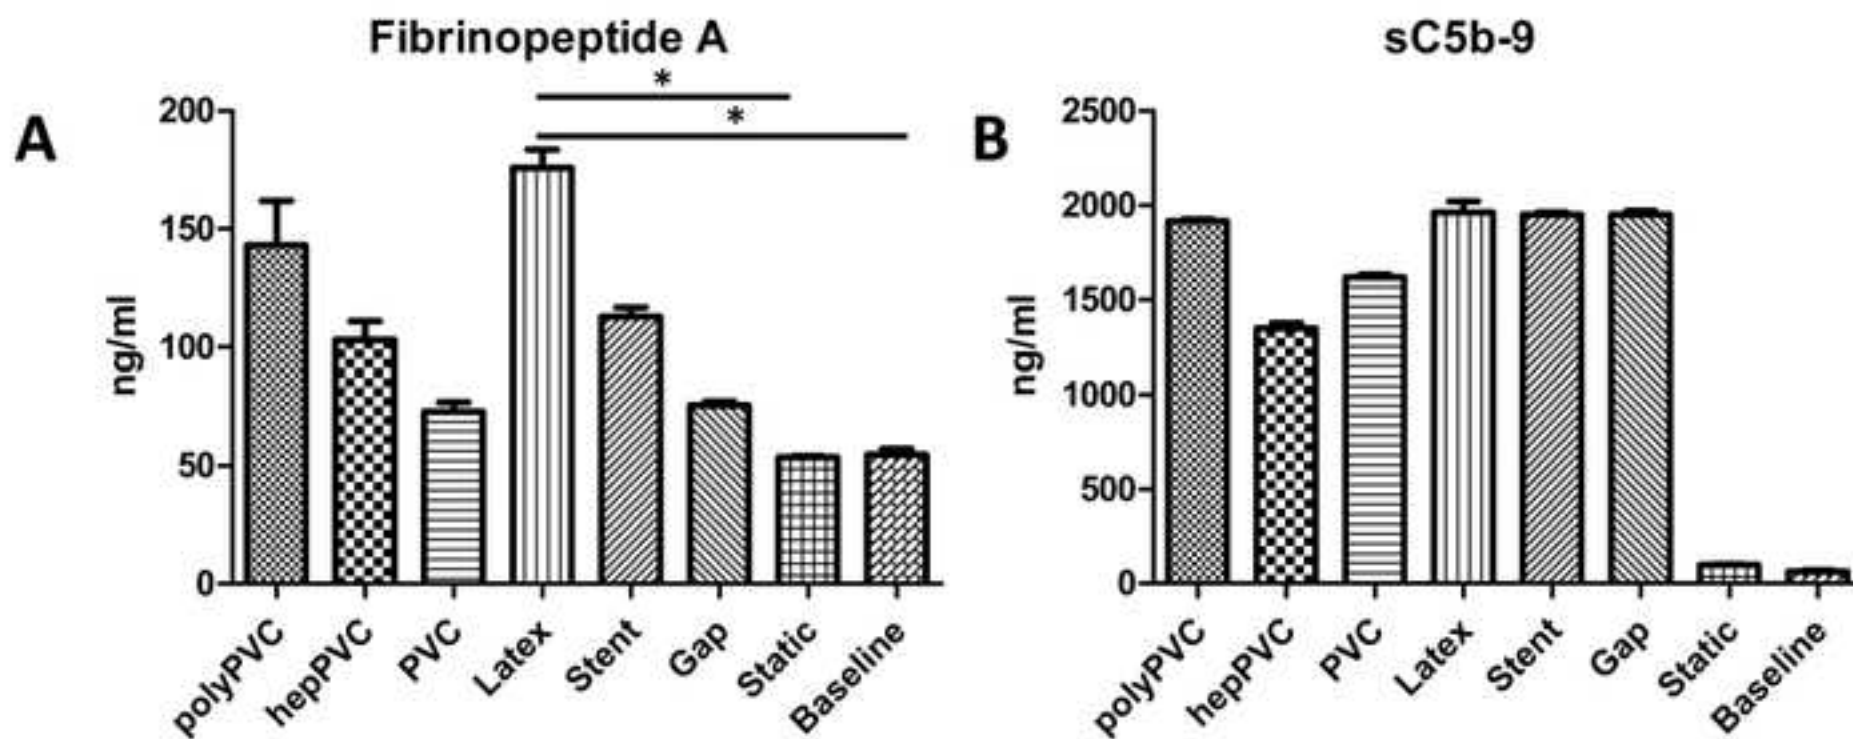 Fibrinopeptide A
*
*
A
ng/ml
200
150
100
50
0
polyPVC
hepPVC
PVC
Latex
Stent
Gap
Static
Baseline
sC5b-9
B
ng/ml
2500
2000
1500
1000
500
0
polyPVC
hepPVC
PVC
Latex
Stent
Gap
Static
Baseline